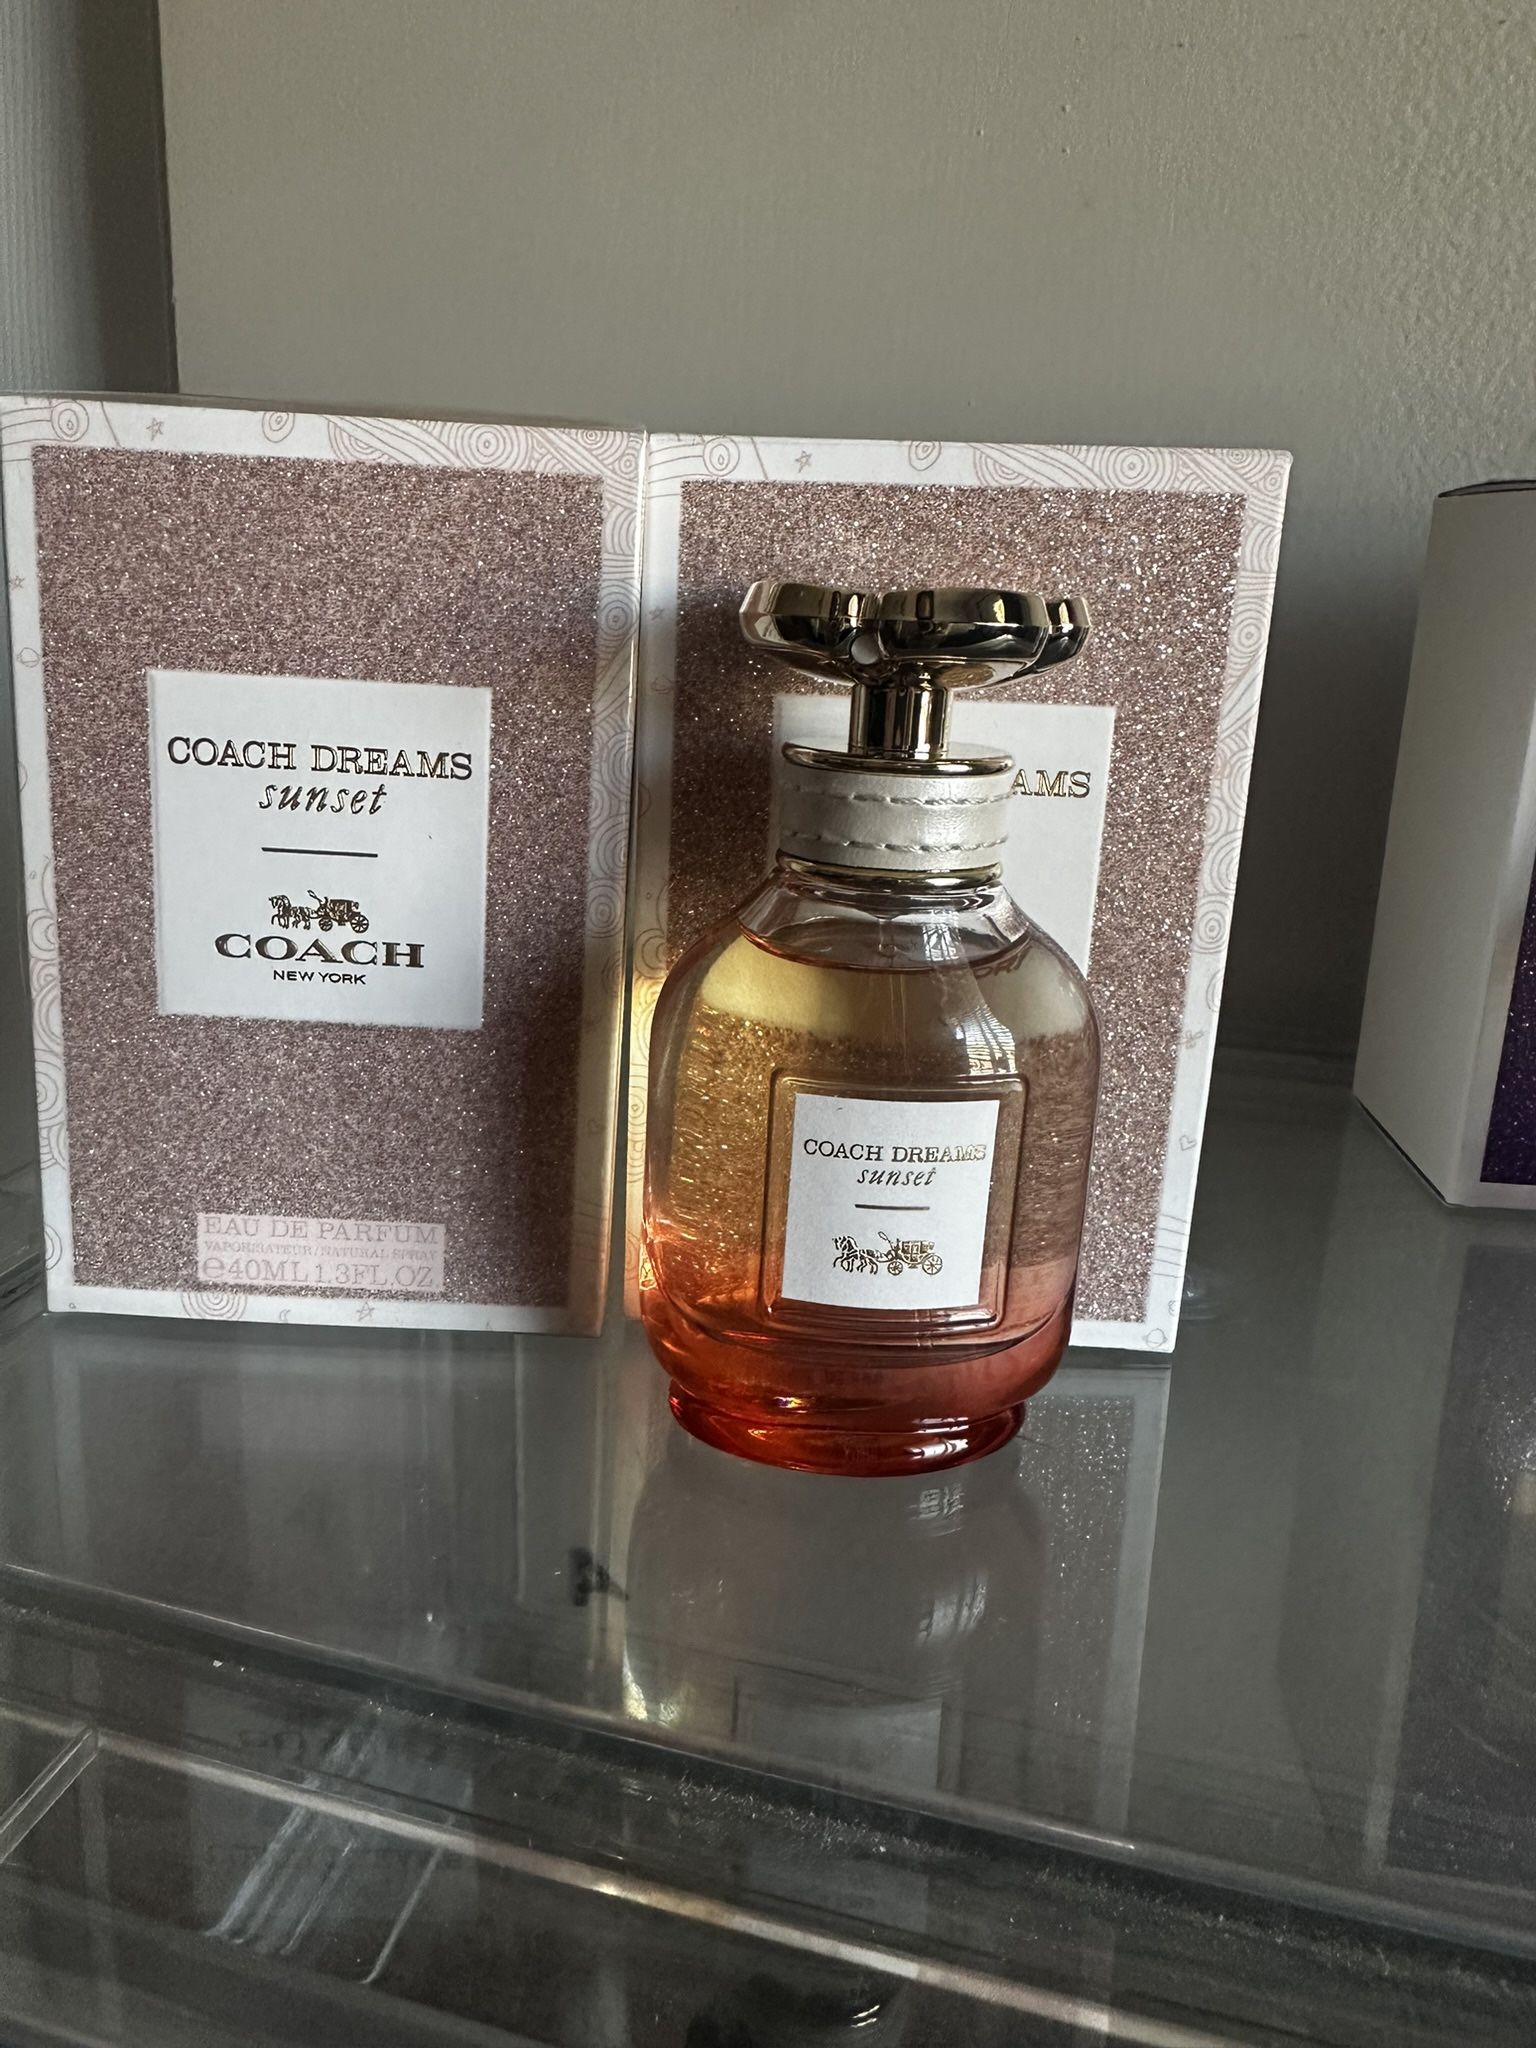 COACH DREAMS
sunset
COACH
NEW YORK
EAU DE PARFUM
VAPORISATEUR/NATURAL SPRAY
℮40ML 1.3FL.OZ
AMS
COACH DREAMS
sunset